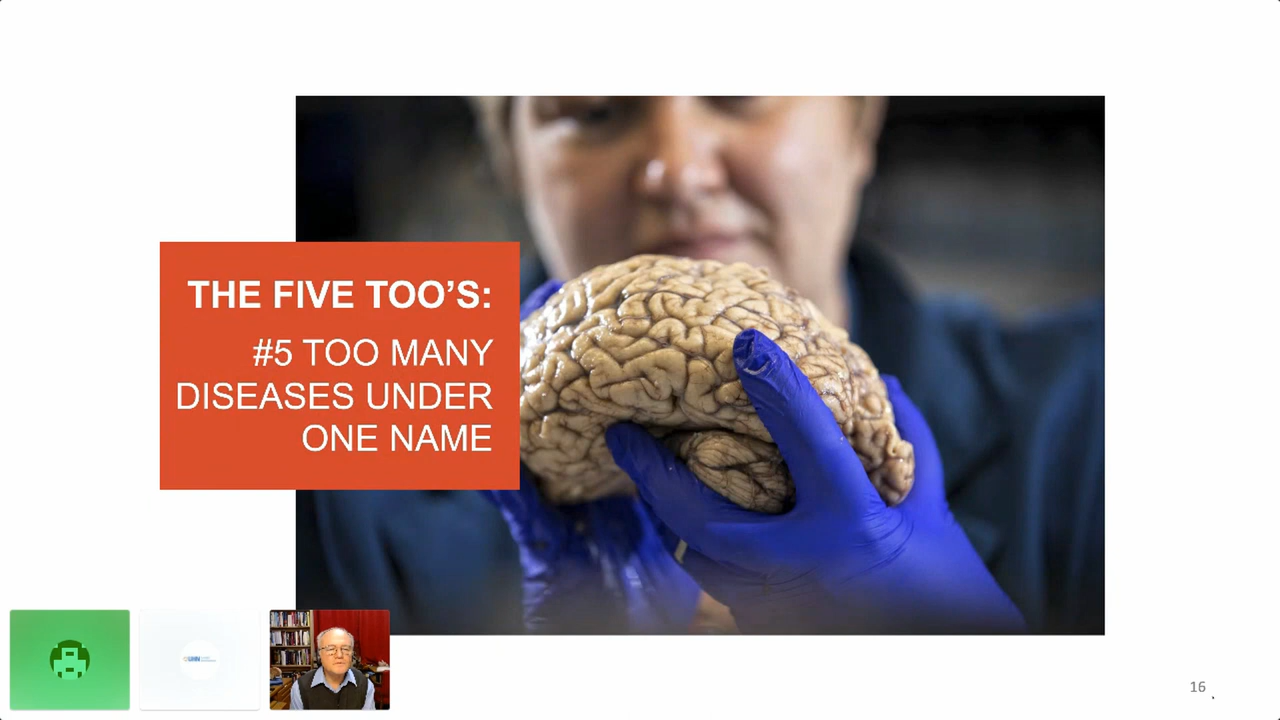 THE FIVE TOO'S:
#5 TOO MANY
DISEASES UNDER
ONE NAME
16